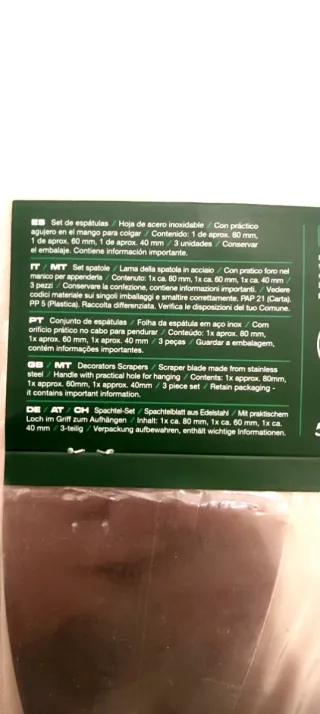 ES Set de espátulas / Hoja de acero inoxidable / Con práctico
agujero en el mango para colgar / Contenido: 1 de aprox. 80 mm,
1 de aprox. 60 mm, 1 de aprox. 40 mm / 3 unidades / Conservar
el embalaje. Contiene información importante.
IT / MT Set spatole / Lama della spatola in acciaio / Con pratico foro nel
manico per appenderla / Contenuto: 1x ca. 80 mm, 1x ca. 60 mm, 1x ca. 40 mm /
3 pezzi / Conservare la confezione, contiene informazioni importanti. / Vedere
codici materiale sui singoli imballaggi e smaltire correttamente. PAP 21 (Carta).
PP 5 (Plastica). Raccolta differenziata. Verifica le disposizioni del tuo Comune.
PT Conjunto de espátulas / Folha da espátula em aço inox / Com
orifício prático no cabo para pendurar / Conteúdo: 1x aprox. 80 mm,
1x aprox. 60 mm, 1x aprox. 40 mm / 3 peças / Guardar a embalagem,
contém informações importantes.
GB / MT Decorators Scrapers / Scraper blade made from stainless
steel / Handle with practical hole for hanging / Contents: 1x approx. 80mm,
1x approx. 60mm, 1x approx. 40mm / 3 piece set / Retain packaging -
it contains important information.
DE / AT / CH Spachtel-Set / Spachtelblatt aus Edelstahl / Mit praktischem
Loch im Griff zum Aufhängen / Inhalt: 1x ca. 80 mm, 1x ca. 60 mm, 1x ca.
40 mm / 3-teilig / Verpackung aufbewahren, enthält wichtige Informationen.